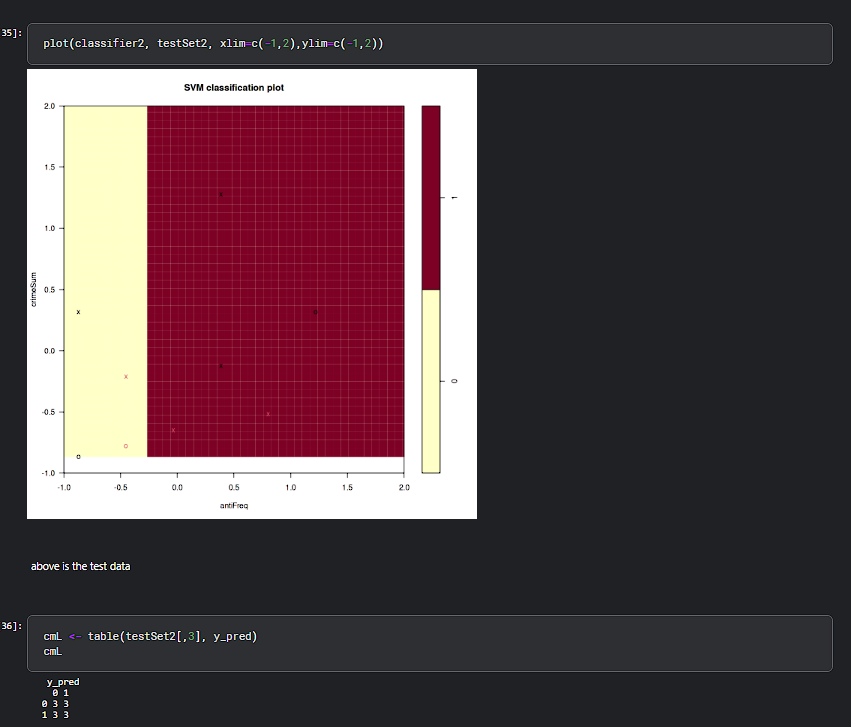 35]:
plot(classifier2, testSet2, xlim=c(-1,2),ylim=c(-1,2))
SVM classification plot
2.0
1.5
1.0
0.5
0.0
-0.5
-1.0
crimeSum
-1.0 -0.5 0.0 0.5 1.0 1.5 2.0
antiFreq
1
0
above is the test data
36]:
cmL <- table(testSet2[,3], y_pred)
cmL
y_pred
0 1
0 3 3
1 3 3